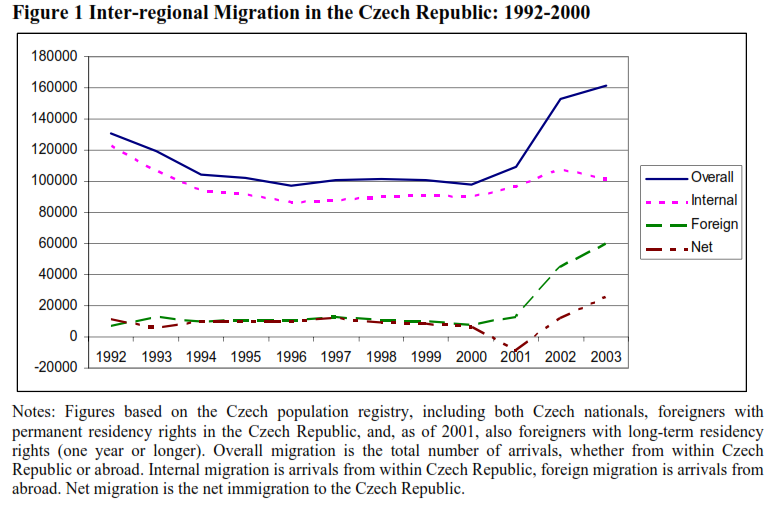 Figure 1 Inter-regional Migration in the Czech Republic: 1992-2000
180000
160000
140000
120000
100000
80000
60000
40000
20000
0
-20000
1992 1993 1994 1995 1996 1997 1998 1999 2000 2001 2002 2003
Overall
Internal
Foreign
Net
Notes: Figures based on the Czech population registry, including both Czech nationals, foreigners with
permanent residency rights in the Czech Republic, and, as of 2001, also foreigners with long-term residency
rights (one year or longer). Overall migration is the total number of arrivals, whether from within Czech
Republic or abroad. Internal migration is arrivals from within Czech Republic, foreign migration is arrivals from
abroad. Net migration is the net immigration to the Czech Republic.